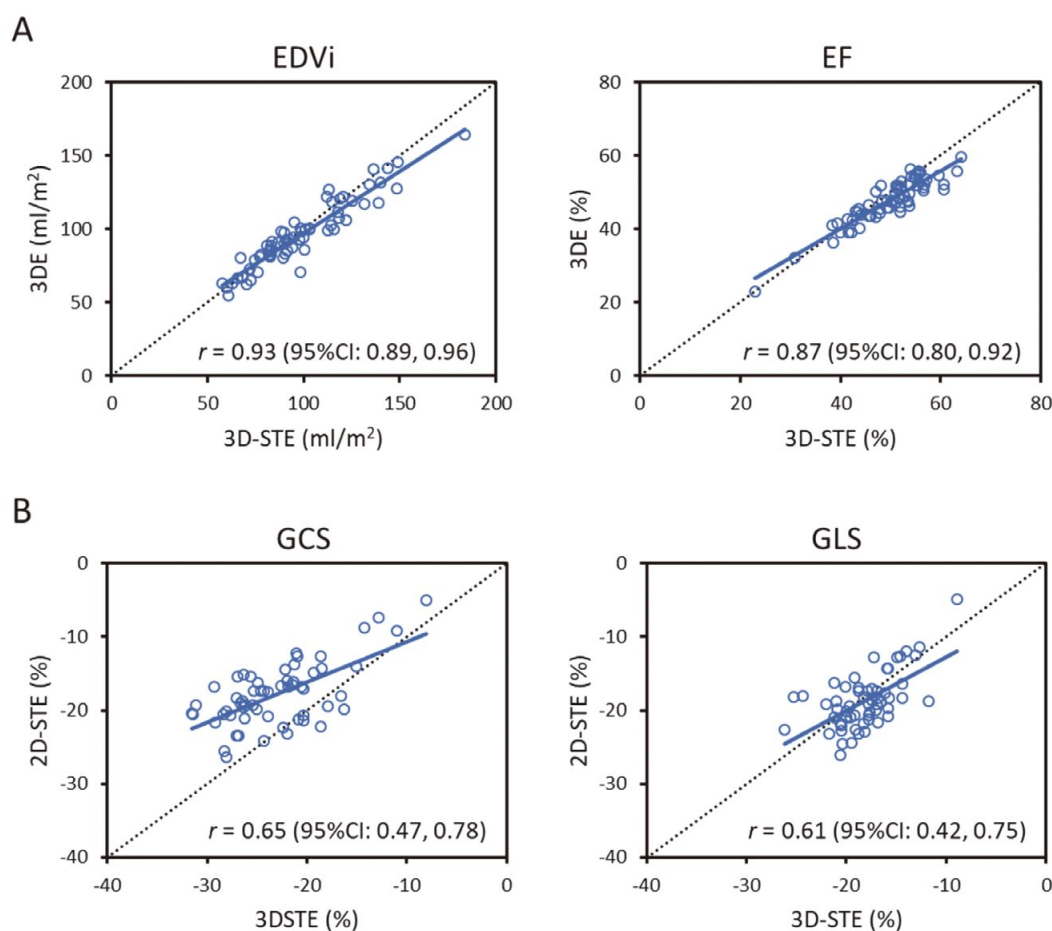 A
EDVi
EF
200
150
100
50
0
3DE (ml/m²)
r = 0.93 (95%CI: 0.89, 0.96)
0 50 100 150 200
3D-STE (ml/m²)
80
60
40
20
0
3DE (%)
r = 0.87 (95%CI: 0.80, 0.92)
0 20 40 60 80
3D-STE (%)
B
GCS
GLS
0
-10
-20
-30
-40
2D-STE (%)
r = 0.65 (95%CI: 0.47, 0.78)
-40 -30 -20 -10 0
3DSTE (%)
0
-10
-20
-30
-40
2D-STE (%)
r = 0.61 (95%CI: 0.42, 0.75)
-40 -30 -20 -10 0
3D-STE (%)